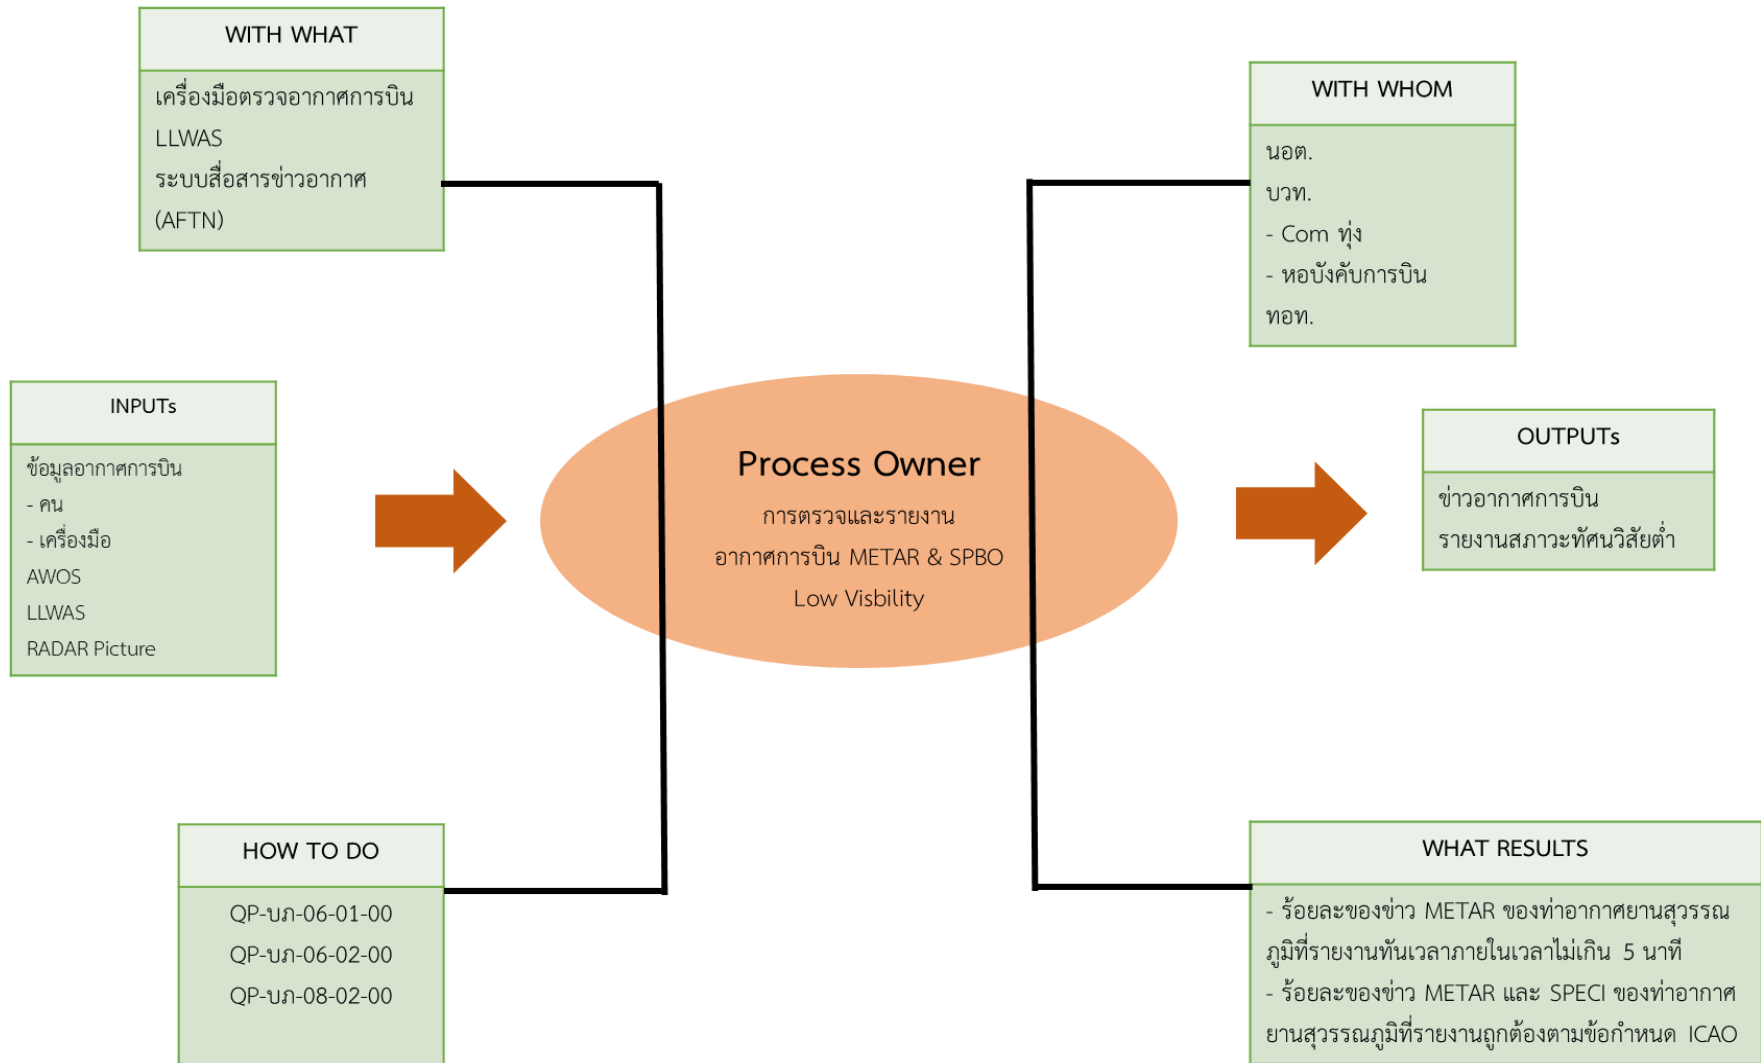 WITH WHAT
เครื่องมือตรวจอากาศการบิน
LLWAS
ระบบสื่อสารข่าวอากาศ
(AFTN)
WITH WHOM
นอต.
บวท.
- Com ทุ่ง
- หอบังคับการบิน
ทอท.
INPUTs
ข้อมูลอากาศการบิน
- คน
- เครื่องมือ
AWOS
LLWAS
RADAR Picture
Process Owner
การตรวจและรายงาน
อากาศการบิน METAR & SPBO
Low Visbility
OUTPUTs
ข่าวอากาศการบิน
รายงานสภาวะทัศนวิสัยต่ำ
HOW TO DO
QP-บภ-06-01-00
QP-บภ-06-02-00
QP-บภ-08-02-00
WHAT RESULTS
- ร้อยละของข่าว METAR ของท่าอากาศยานสุวรรณ
ภูมิที่รายงานทันเวลาภายในเวลาไม่เกิน 5 นาที
- ร้อยละของข่าว METAR และ SPECI ของท่าอากาศ
ยานสุวรรณภูมิที่รายงานถูกต้องตามข้อกำหนด ICAO